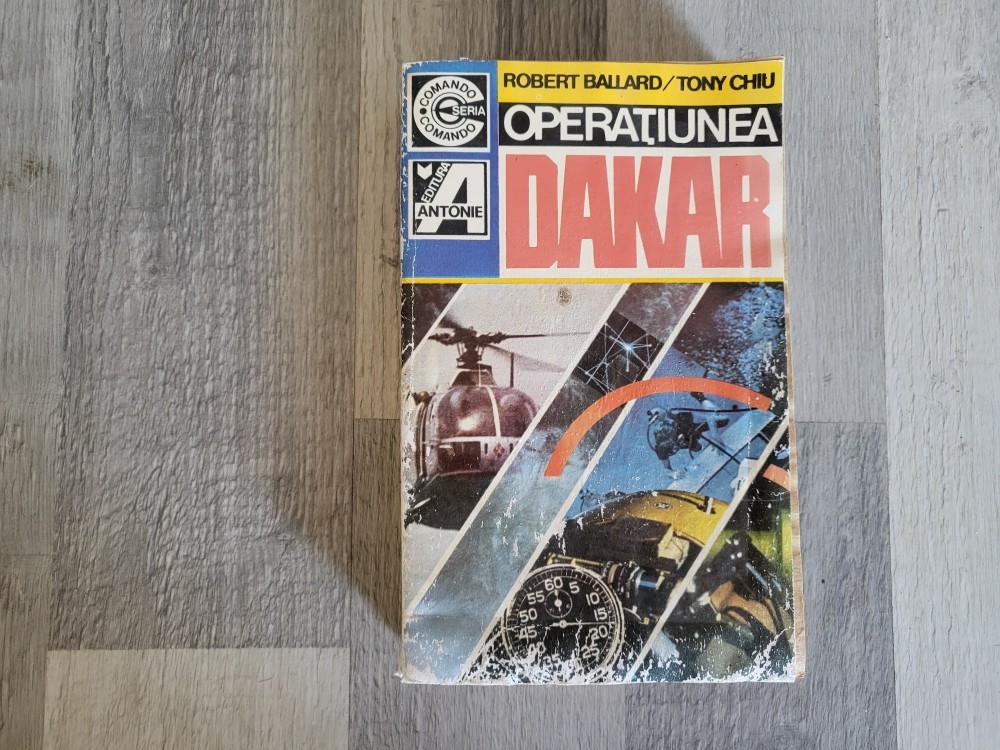 ROBERT BALLARD/TONY CHIU
COMANDO
SERIA
COMANDO
OPERAȚIUNEA
EDITURA
A
ANTONIE
DAKAR
60
55 5
50 10
45 15
20
25